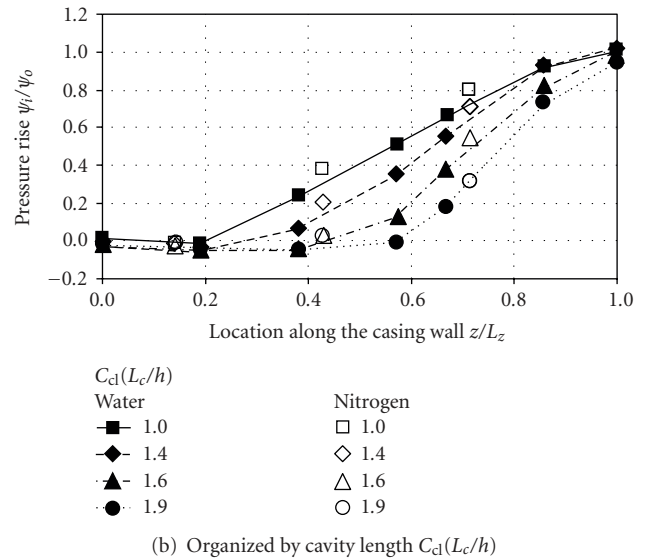 1.2
1.0
0.8
0.6
0.4
0.2
0.0
−0.2
Pressure rise ψi/ψo
0.0 0.2 0.4 0.6 0.8 1.0
Location along the casing wall z/Lz
Ccl(Lc/h)
Water Nitrogen
1.0 1.0
1.4 1.4
1.6 1.6
1.9 1.9
(b) Organized by cavity length Ccl(Lc/h)